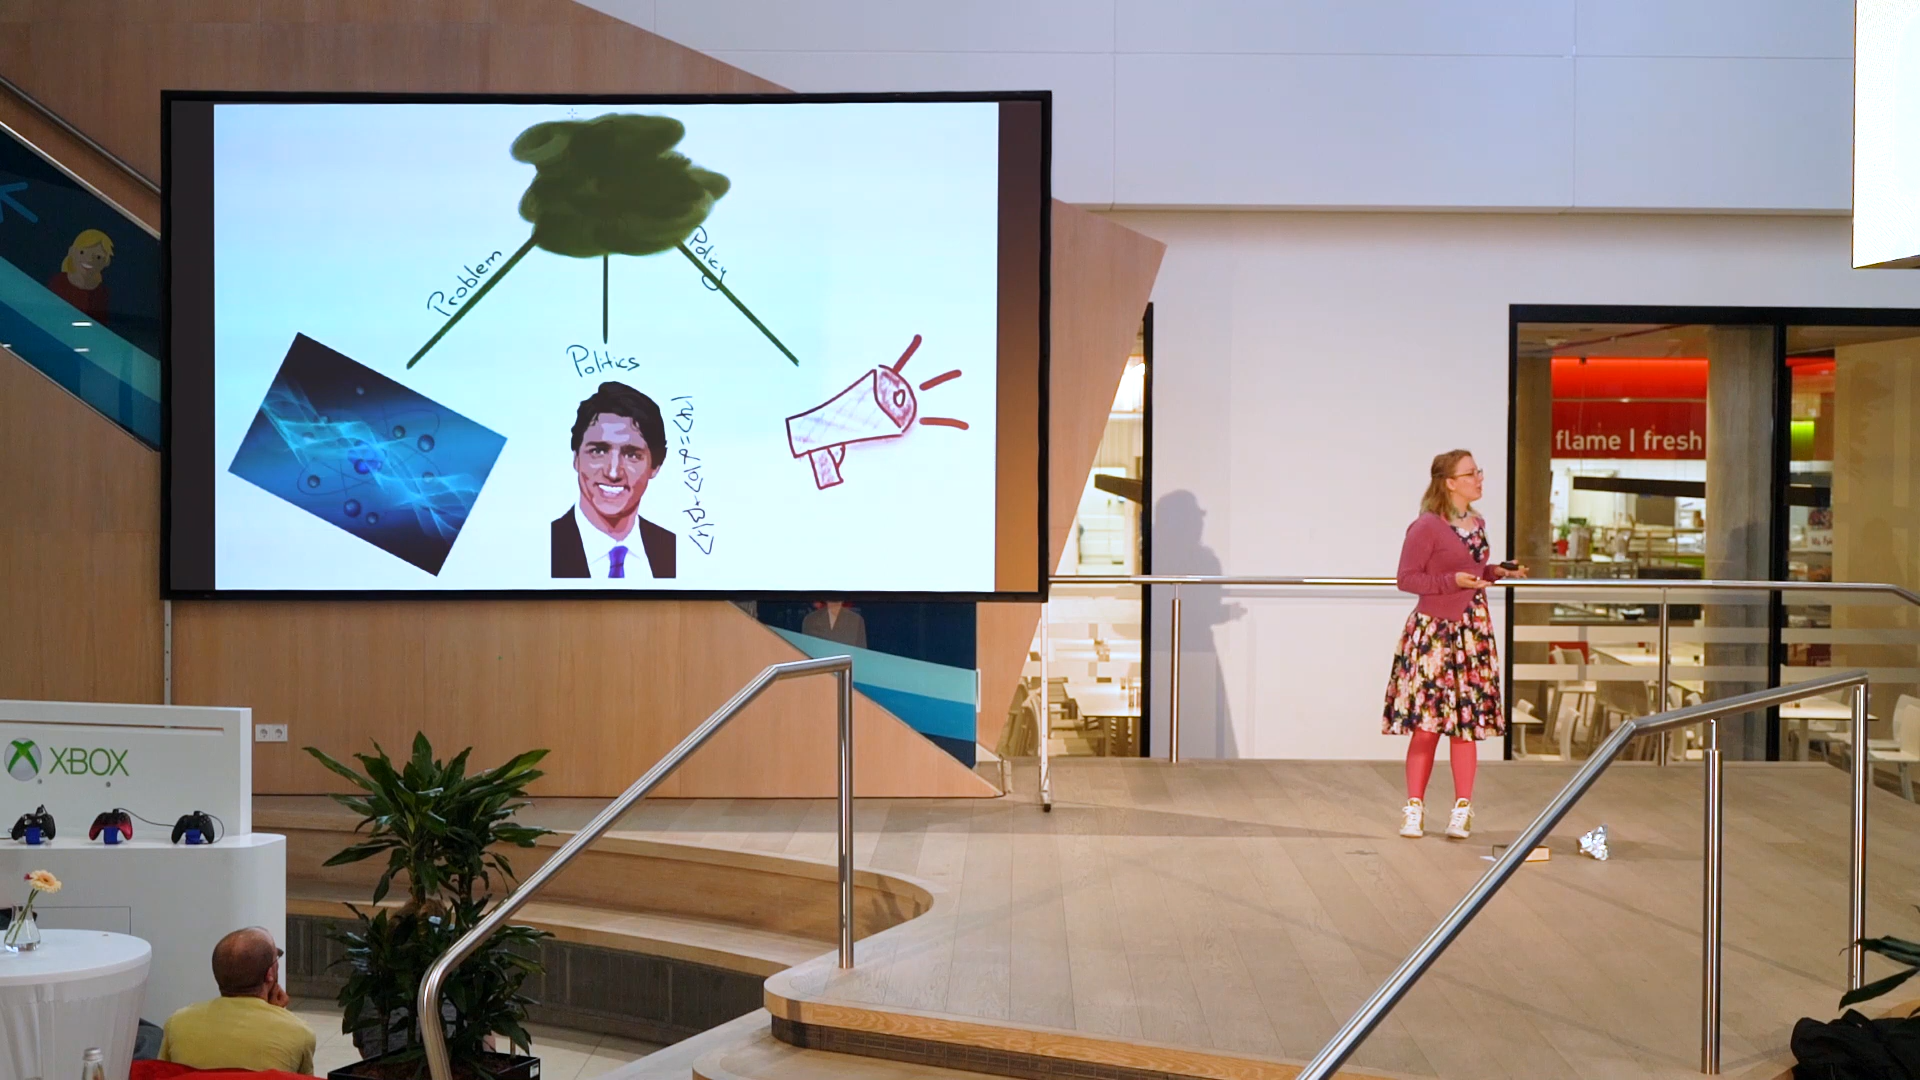 Problem
Policy
Politics
flame | fresh
XBOX